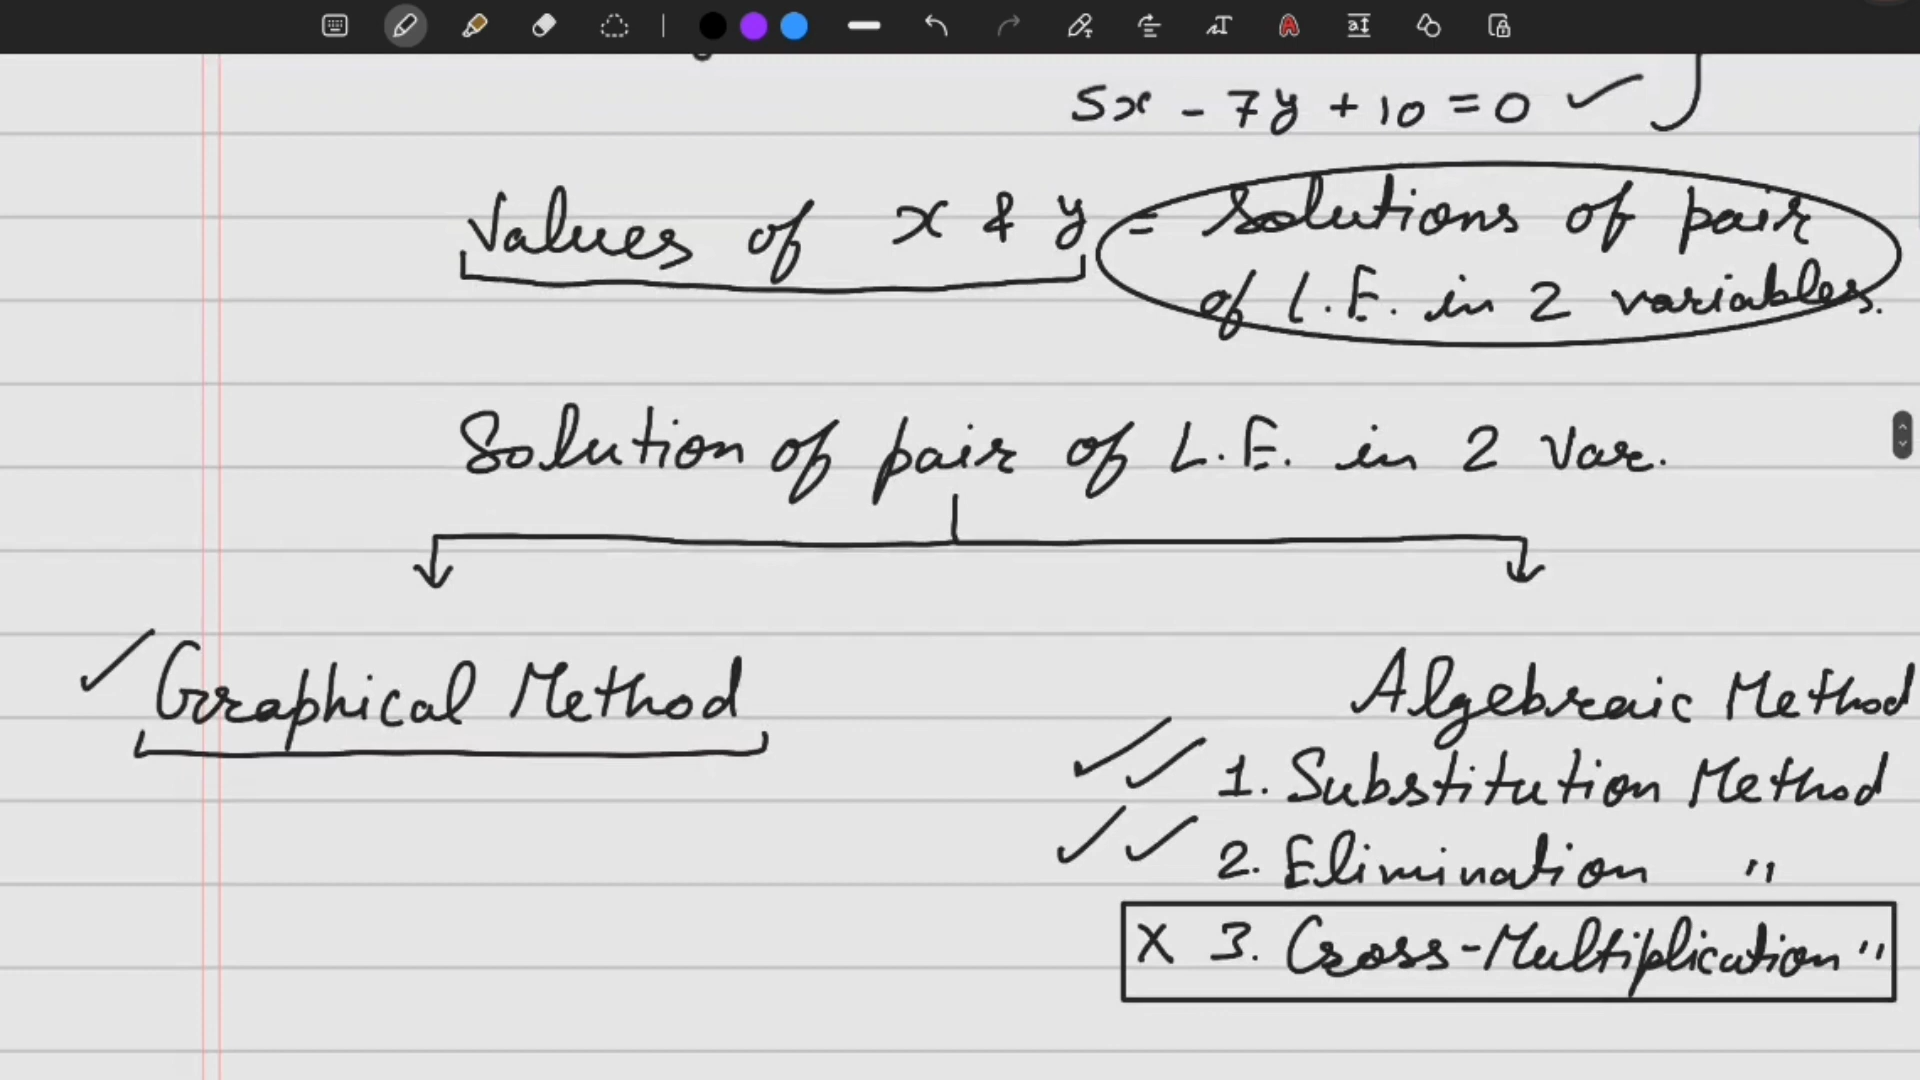 5x - 7y + 10 = 0 ✓
Values of x & y = Solutions of pair
of L.E. in 2 variables.
Solution of pair of L.E. in 2 Var.
✓ Graphical Method
Algebraic Method
✓✓ 1. Substitution Method
✓✓ 2. Elimination "
X 3. Cross-Multiplication "